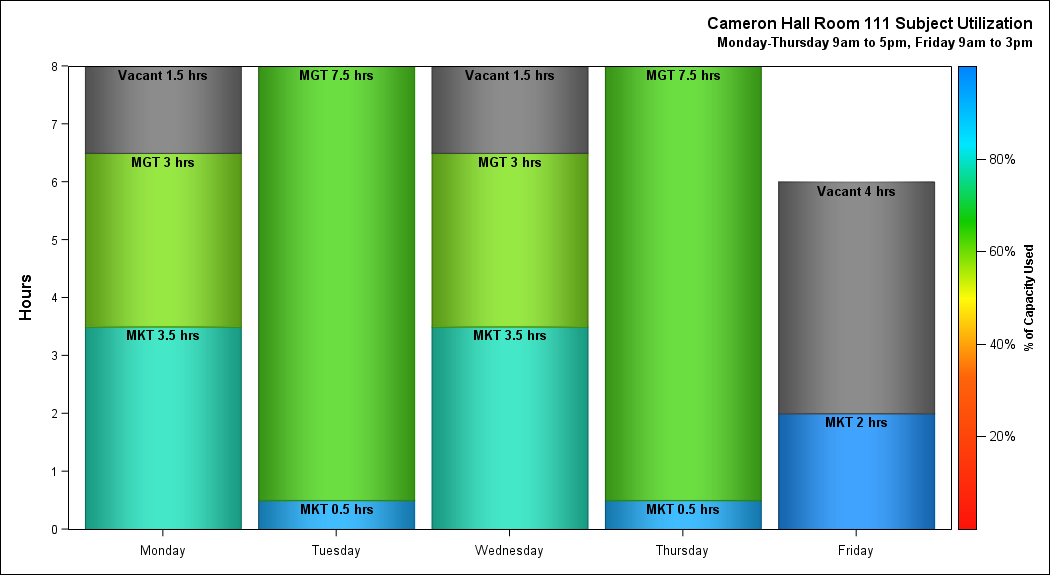 Cameron Hall Room 111 Subject Utilization
Monday-Thursday 9am to 5pm, Friday 9am to 3pm
Hours
8
7
6
5
4
3
2
1
0
Vacant 1.5 hrs
MGT 3 hrs
MKT 3.5 hrs
MGT 7.5 hrs
MKT 0.5 hrs
Vacant 1.5 hrs
MGT 3 hrs
MKT 3.5 hrs
MGT 7.5 hrs
MKT 0.5 hrs
Vacant 4 hrs
MKT 2 hrs
Monday
Tuesday
Wednesday
Thursday
Friday
80%
60%
40%
20%
% of Capacity Used